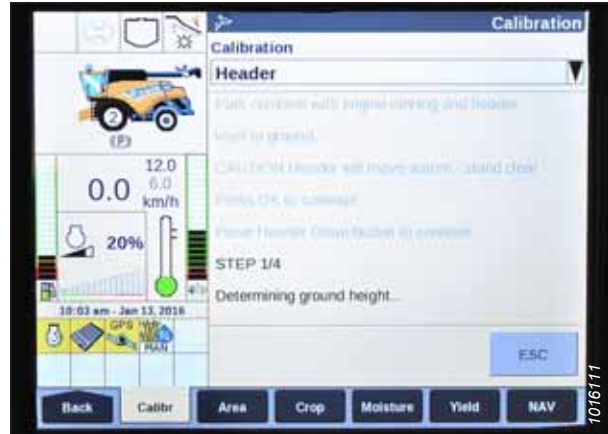 Calibration
Calibration
Header
Park combine with engine running and header
level to ground.
CAUTION Header will move autom - stand clear
Press OK to continue
Press Header Down button to continue
STEP 1/4
Determining ground height...
ESC
2
(P)
12.0
0.0 6.0
km/h
20%
10:03 am - Jan 13, 2016
GPS
MAN
Back Calibr Area Crop Moisture Yield NAV
1016111